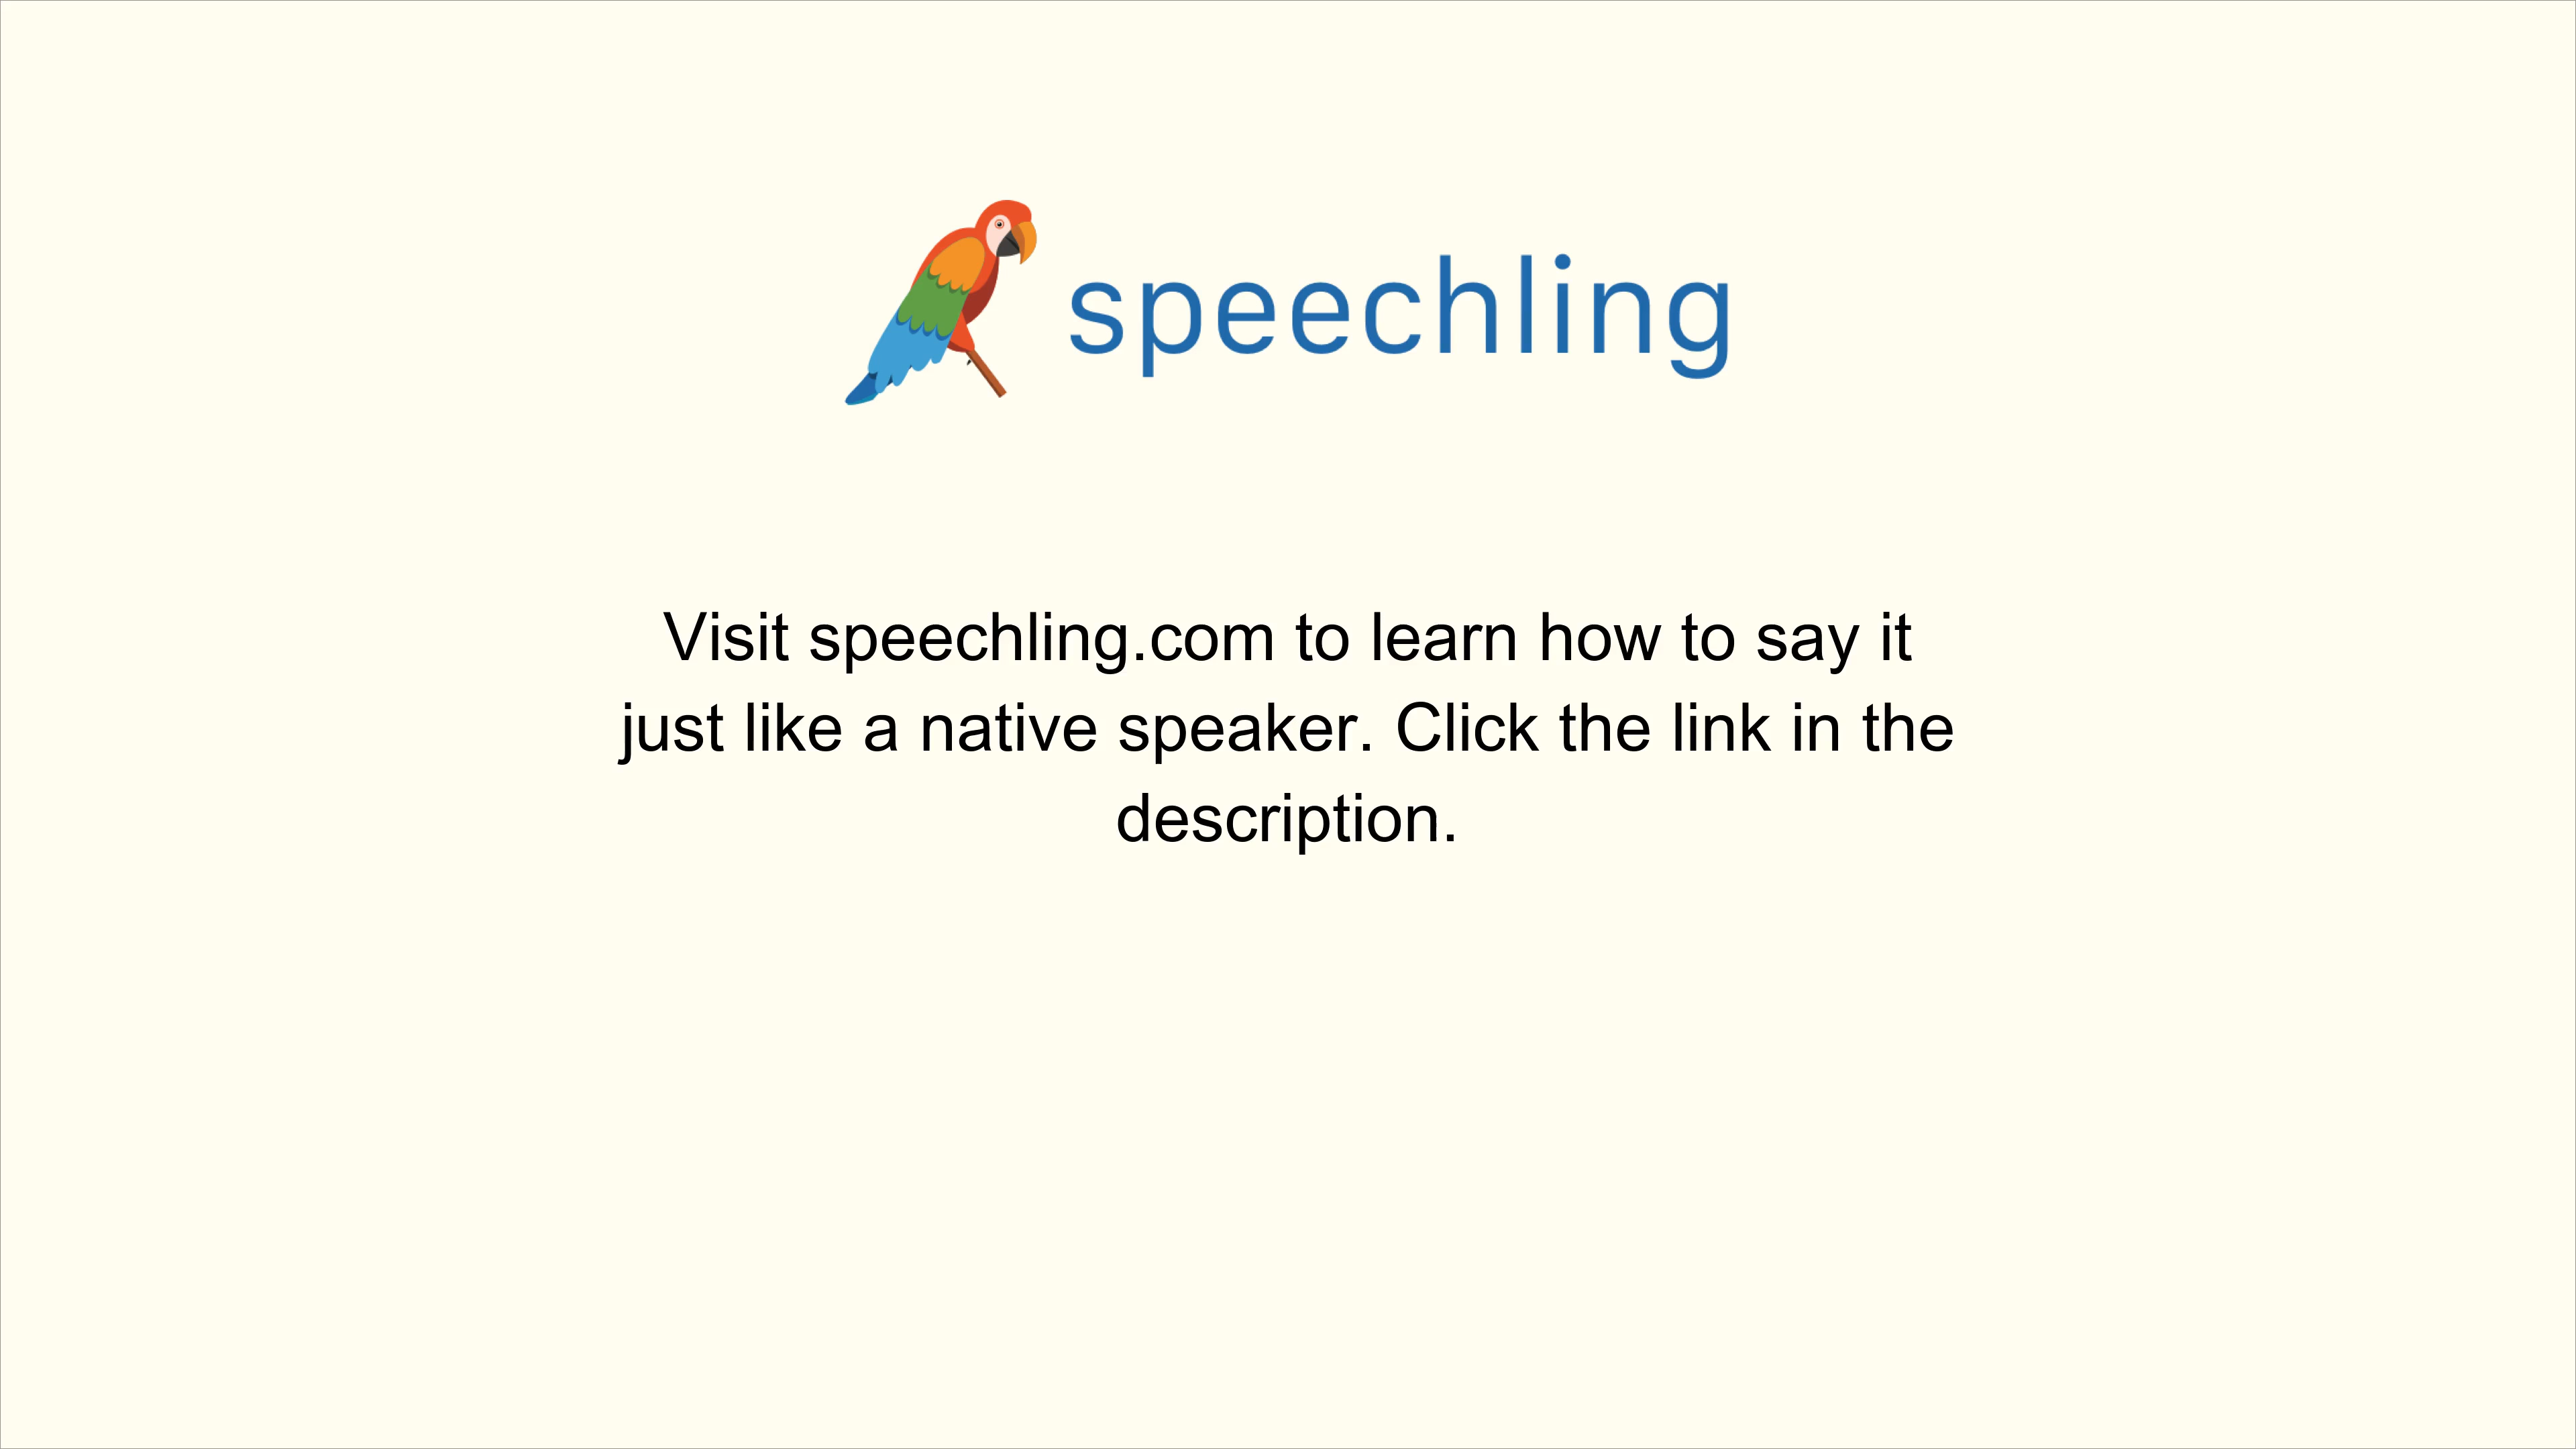 speechling
Visit speechling.com to learn how to say it
just like a native speaker. Click the link in the
description.